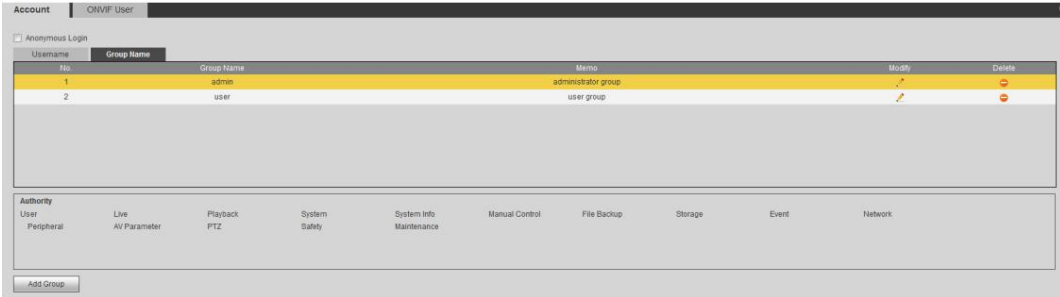 Account ONVIF User
Anonymous Login
Username Group Name
No. Group Name Memo Modify Delete
1 admin administrator group
2 user user group
Authority
User Live Playback System System Info Manual Control File Backup Storage Event Network
Peripheral AV Parameter PTZ Safety Maintenance
Add Group